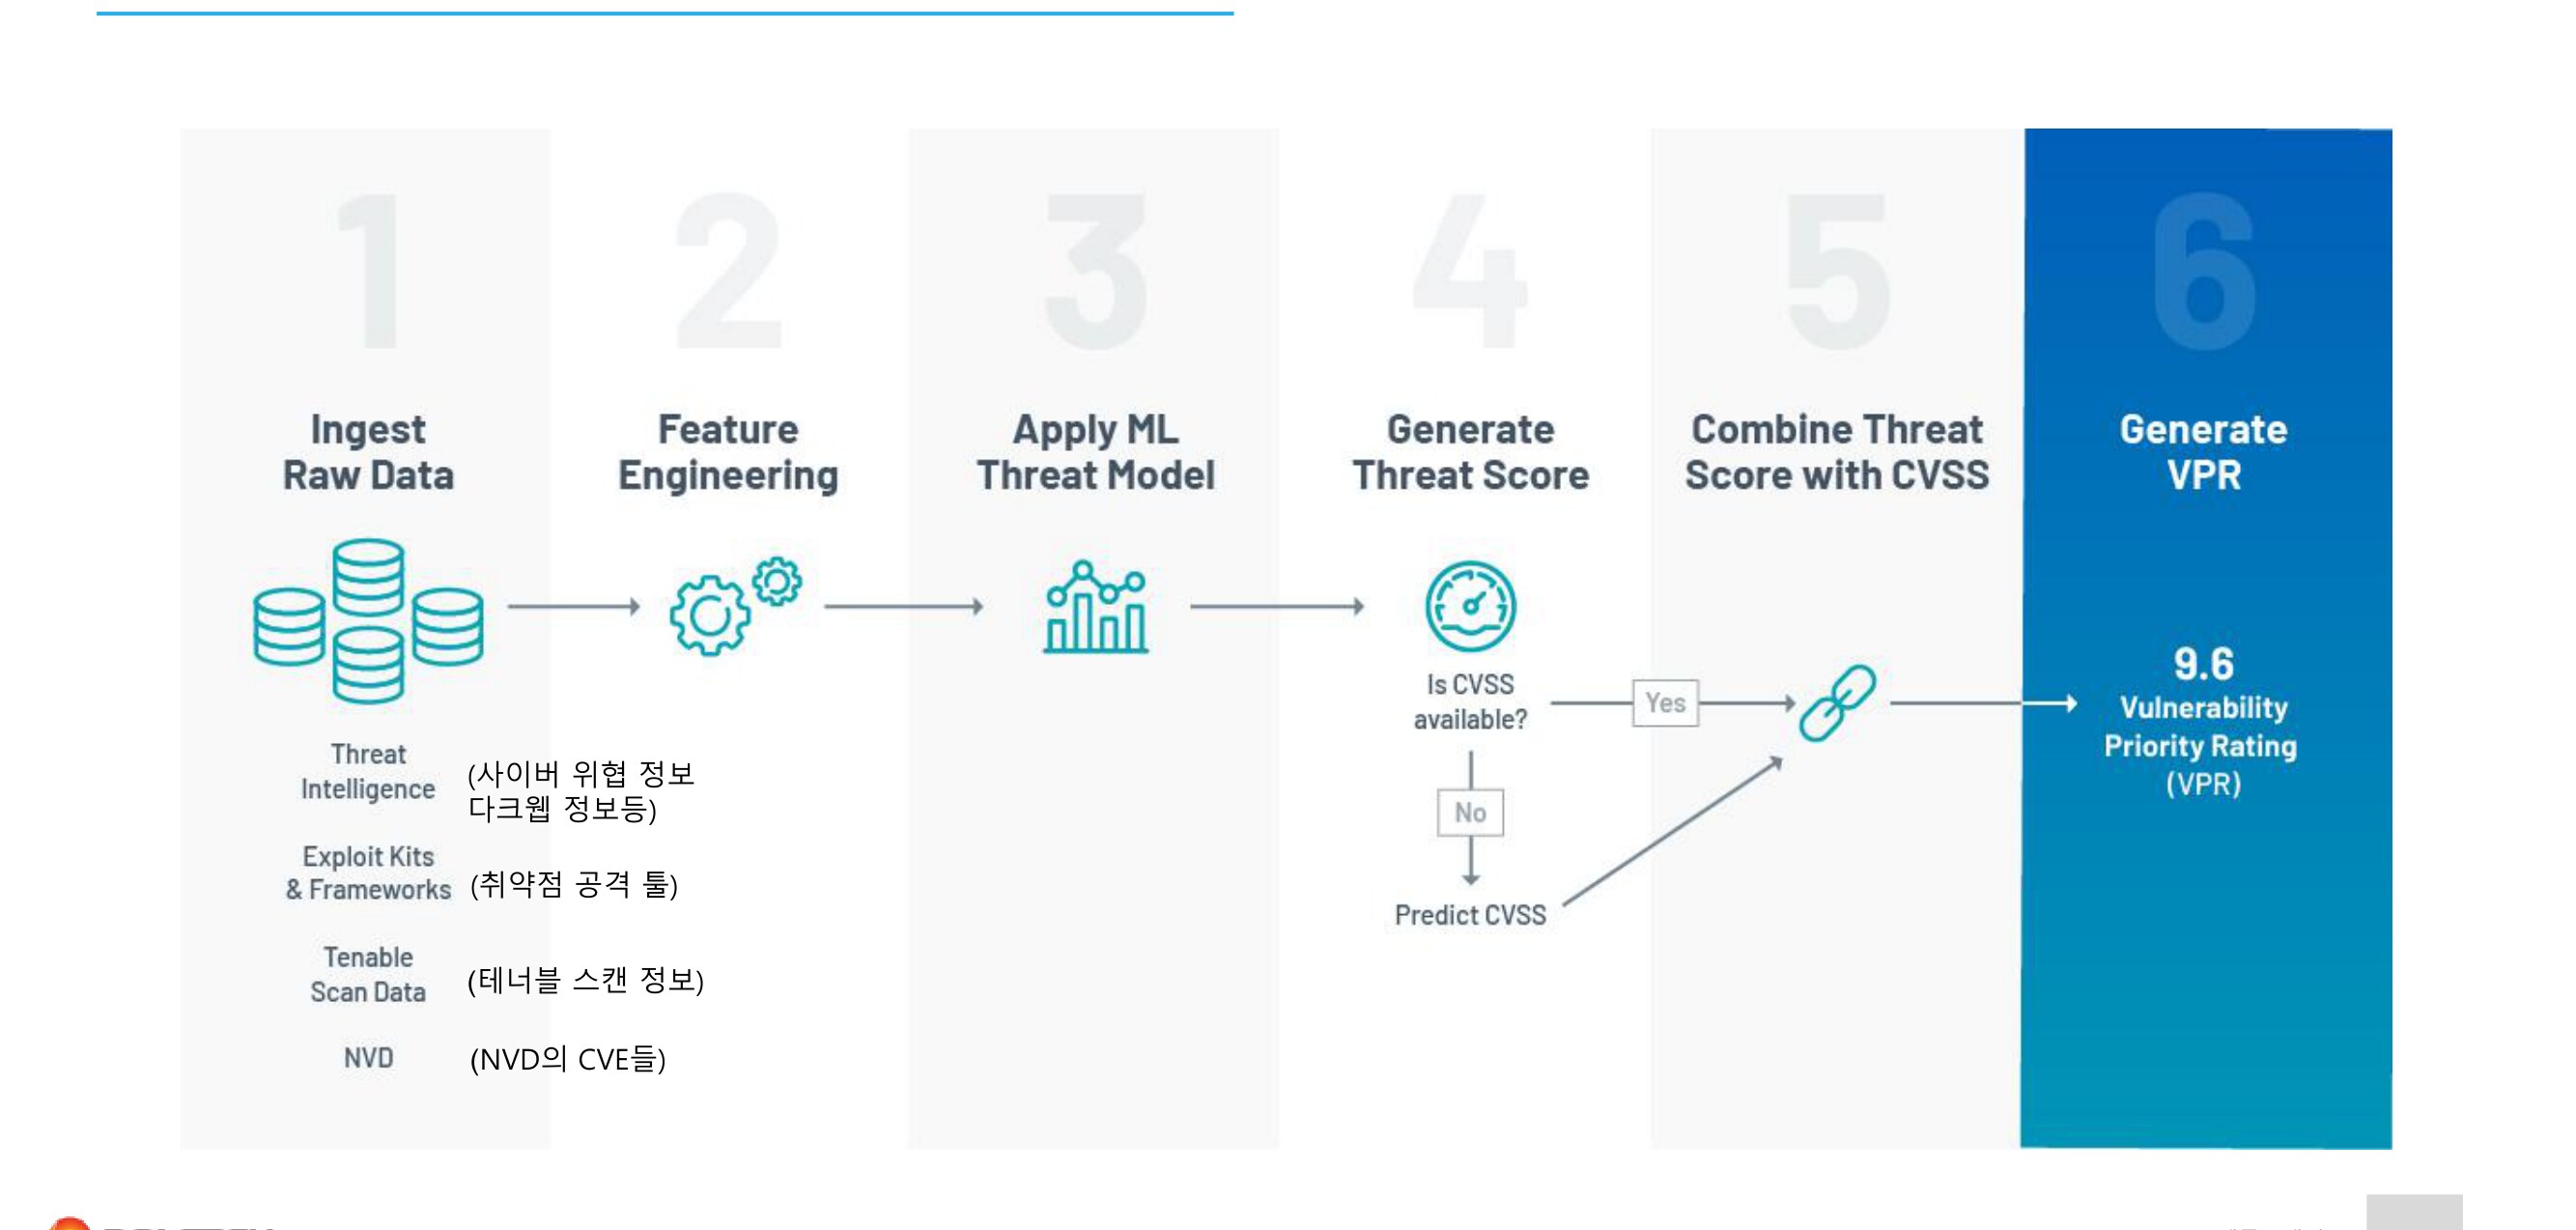 1
Ingest
Raw Data
Threat
Intelligence
(사이버 위협 정보
다크웹 정보등)
Exploit Kits
& Frameworks
(취약점 공격 툴)
Tenable
Scan Data
(테너블 스캔 정보)
NVD
(NVD의 CVE들)
2
Feature
Engineering
3
Apply ML
Threat Model
4
Generate
Threat Score
Is CVSS
available?
Yes
No
Predict CVSS
5
Combine Threat
Score with CVSS
6
Generate
VPR
9.6
Vulnerability
Priority Rating
(VPR)